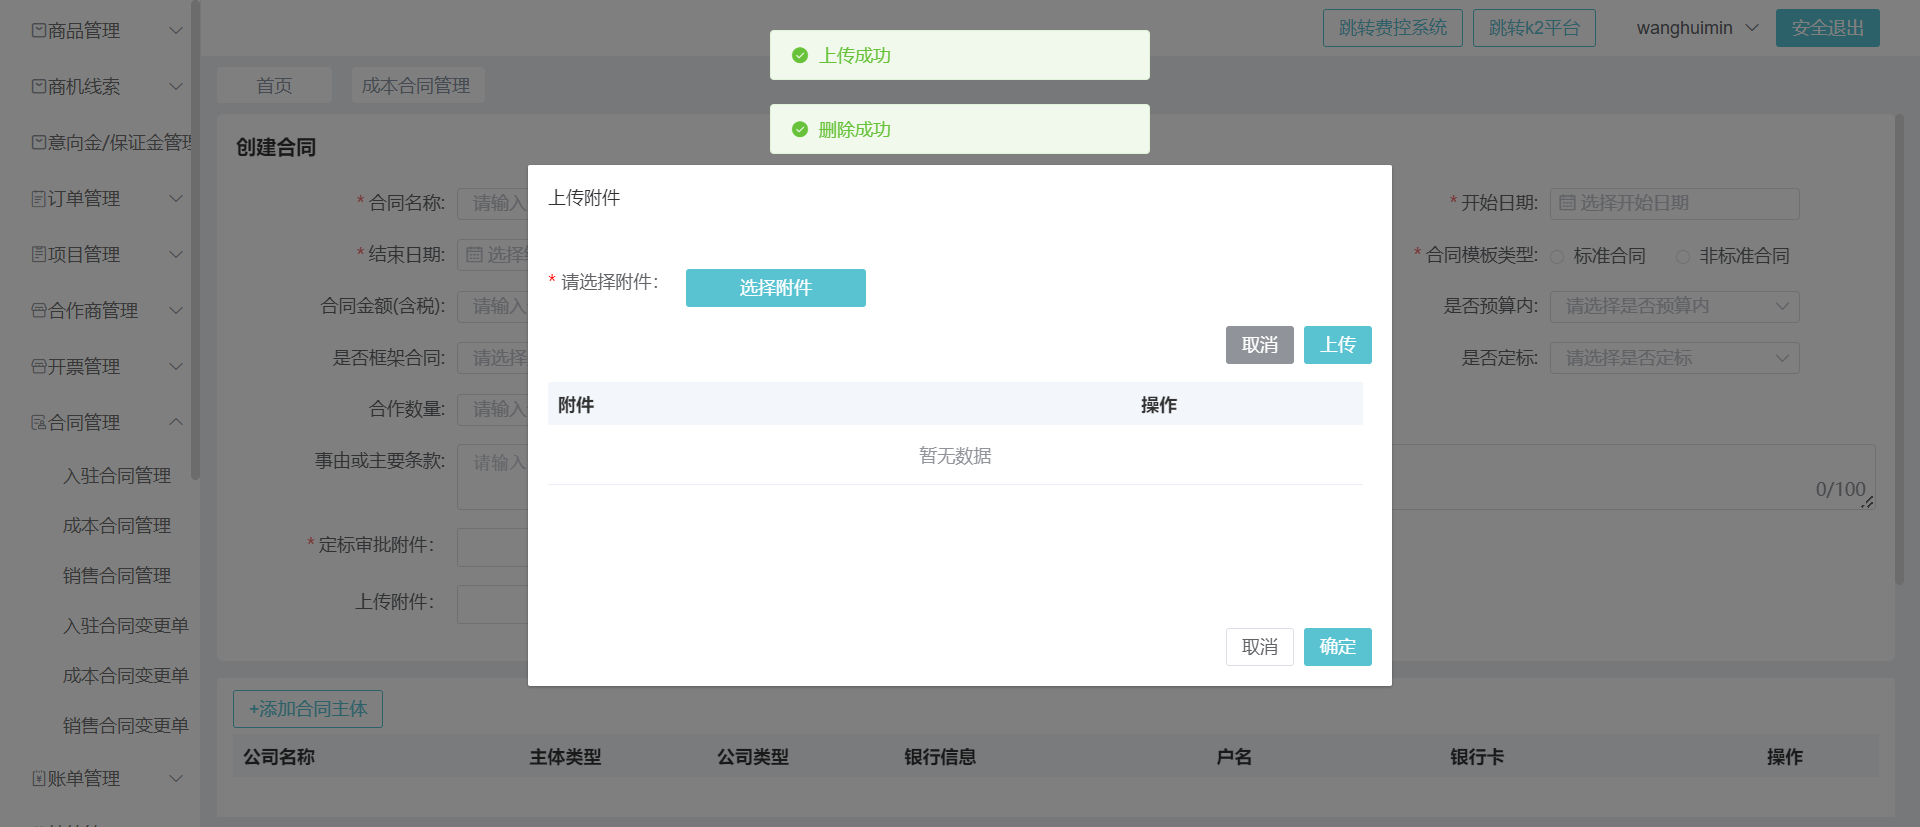 商品管理
商机线索
意向金/保证金管理
订单管理
项目管理
合作商管理
开票管理
合同管理
入驻合同管理
成本合同管理
销售合同管理
入驻合同变更单
成本合同变更单
销售合同变更单
账单管理
跳转费控系统
跳转k2平台
wanghuimin
安全退出
首页
成本合同管理
上传成功
删除成功
创建合同
* 合同名称:
请输入
* 开始日期:
选择开始日期
* 结束日期:
选择
* 合同模板类型:
标准合同
非标准合同
合同金额(含税):
请输入
是否预算内:
请选择是否预算内
是否框架合同:
请选择
是否定标:
请选择是否定标
合作数量:
请输入
事由或主要条款:
请输入
0/100
* 定标审批附件:
上传附件:
上传附件
* 请选择附件:
选择附件
取消
上传
附件
操作
暂无数据
取消
确定
+添加合同主体
公司名称
主体类型
公司类型
银行信息
户名
银行卡
操作